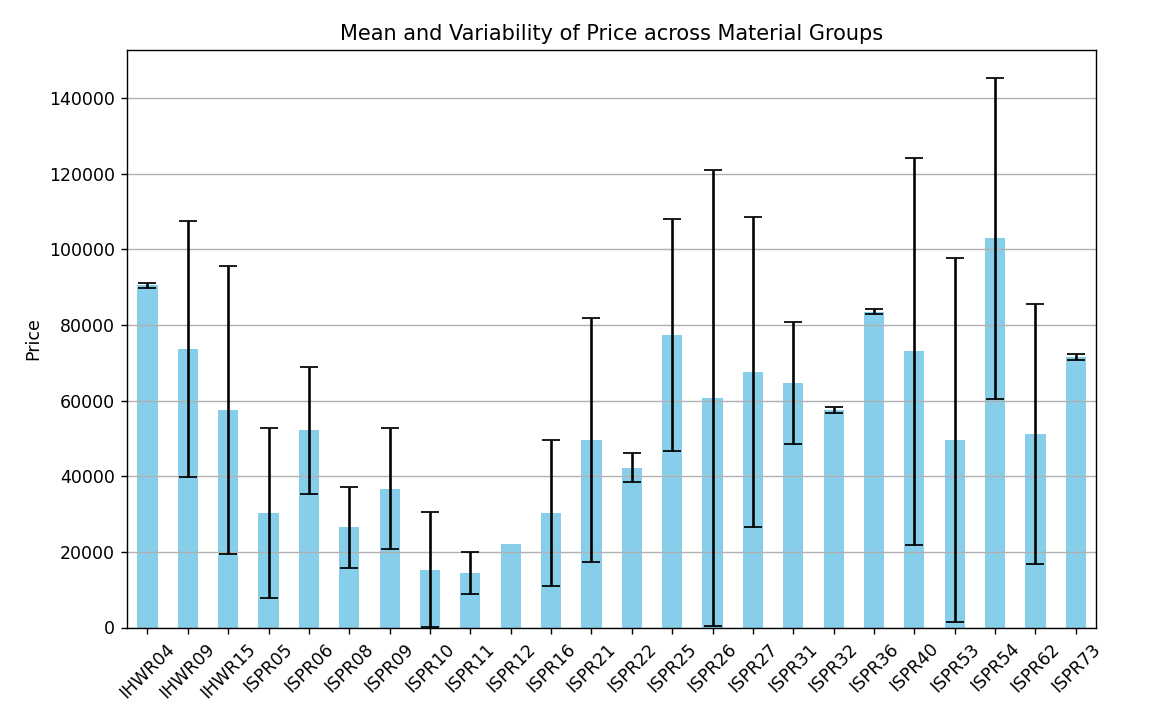 Mean and Variability of Price across Material Groups
Price
140000
120000
100000
80000
60000
40000
20000
0
IHWR04
IHWR09
IHWR15
ISPR05
ISPR06
ISPR08
ISPR09
ISPR10
ISPR11
ISPR12
ISPR16
ISPR21
ISPR22
ISPR25
ISPR26
ISPR27
ISPR31
ISPR32
ISPR36
ISPR40
ISPR53
ISPR54
ISPR62
ISPR73